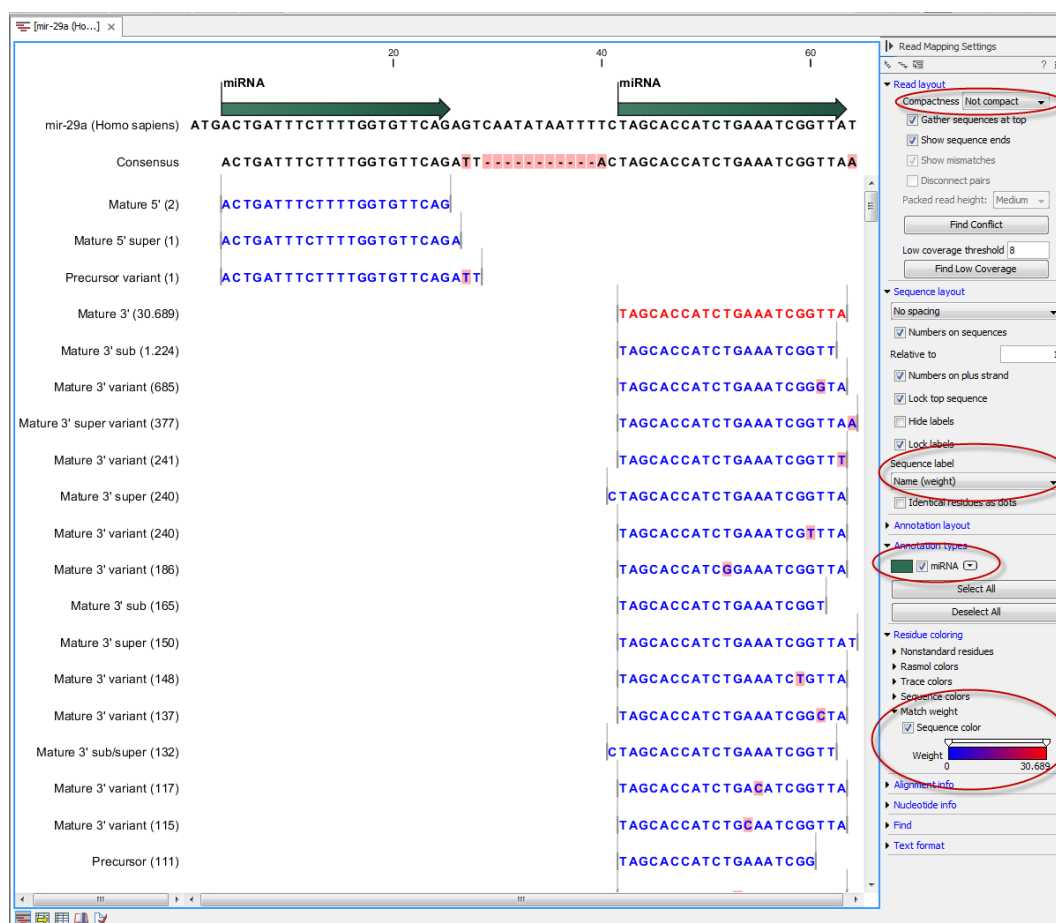 [mir-29a (Ho...] ×
20 40 60
miRNA miRNA
mir-29a (Homo sapiens) ATGACTGATTTCTTTTGGTGTTCAGAGTCAATATAATTTTCTAGCACCATCTGAAATCGGTTAT
Consensus ACTGATTTCTTTTGGTGTTCAGATT-----------ACTAGCACCATCTGAAATCGGTTAA
Mature 5' (2) ACTGATTTCTTTTGGTGTTCAG
Mature 5' super (1) ACTGATTTCTTTTGGTGTTCAGA
Precursor variant (1) ACTGATTTCTTTTGGTGTTCAGATT
Mature 3' (30.689) TAGCACCATCTGAAATCGGTTA
Mature 3' sub (1.224) TAGCACCATCTGAAATCGGTT
Mature 3' variant (685) TAGCACCATCTGAAATCGGGTA
Mature 3' super variant (377) TAGCACCATCTGAAATCGGTTAA
Mature 3' variant (241) TAGCACCATCTGAAATCGGTTT
Mature 3' super (240) CTAGCACCATCTGAAATCGGTTA
Mature 3' variant (240) TAGCACCATCTGAAATCGTTTA
Mature 3' variant (186) TAGCACCATCGGAAATCGGTTA
Mature 3' sub (165) TAGCACCATCTGAAATCGGT
Mature 3' super (150) TAGCACCATCTGAAATCGGTTAT
Mature 3' variant (148) TAGCACCATCTGAAATCTGTTA
Mature 3' variant (137) TAGCACCATCTGAAATCGGCTA
Mature 3' sub/super (132) CTAGCACCATCTGAAATCGGTT
Mature 3' variant (117) TAGCACCATCTGACATCGGTTA
Mature 3' variant (115) TAGCACCATCTGCAATCGGTTA
Precursor (111) TAGCACCATCTGAAATCGG
Read Mapping Settings
?
Read layout
Compactness Not compact
Gather sequences at top
Show sequence ends
Show mismatches
Disconnect pairs
Packed read height: Medium
Find Conflict
Low coverage threshold 8
Find Low Coverage
Sequence layout
No spacing
Numbers on sequences
Relative to 1
Numbers on plus strand
Lock top sequence
Hide labels
Lock labels
Sequence label
Name (weight)
Identical residues as dots
Annotation layout
Annotation types
miRNA
Select All
Deselect All
Residue coloring
Nonstandard residues
Rasmol colors
Trace colors
Sequence colors
Match weight
Sequence color
Weight
0 30.689
Alignment info
Nucleotide info
Find
Text format